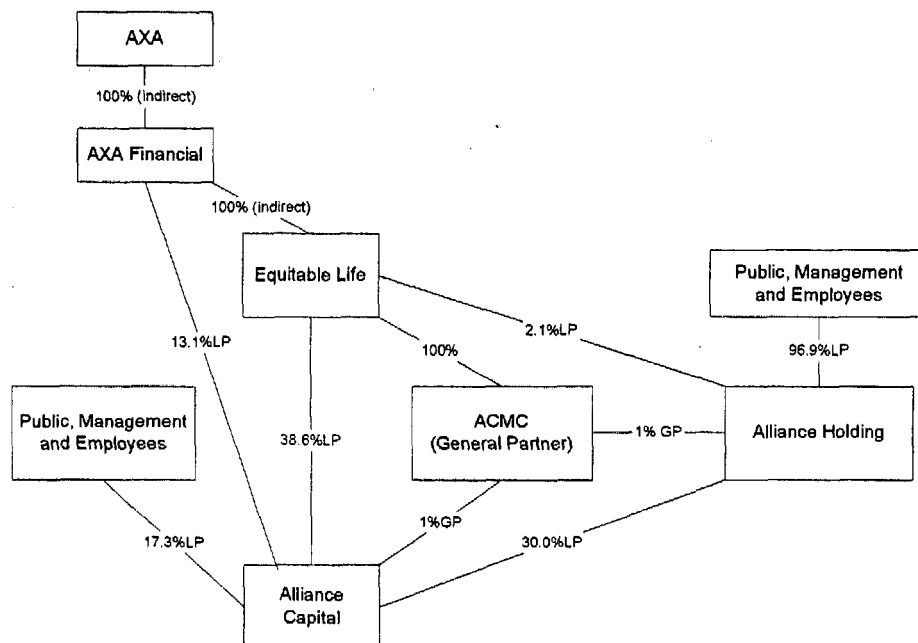 AXA
100% (indirect)
AXA Financial
100% (indirect)
Equitable Life
Public, Management
and Employees
2.1%LP
13.1%LP
96.9%LP
100%
Public, Management
and Employees
38.6%LP
ACMC
(General Partner)
1% GP
Alliance Holding
1%GP
17.3%LP
30.0%LP
Alliance
Capital